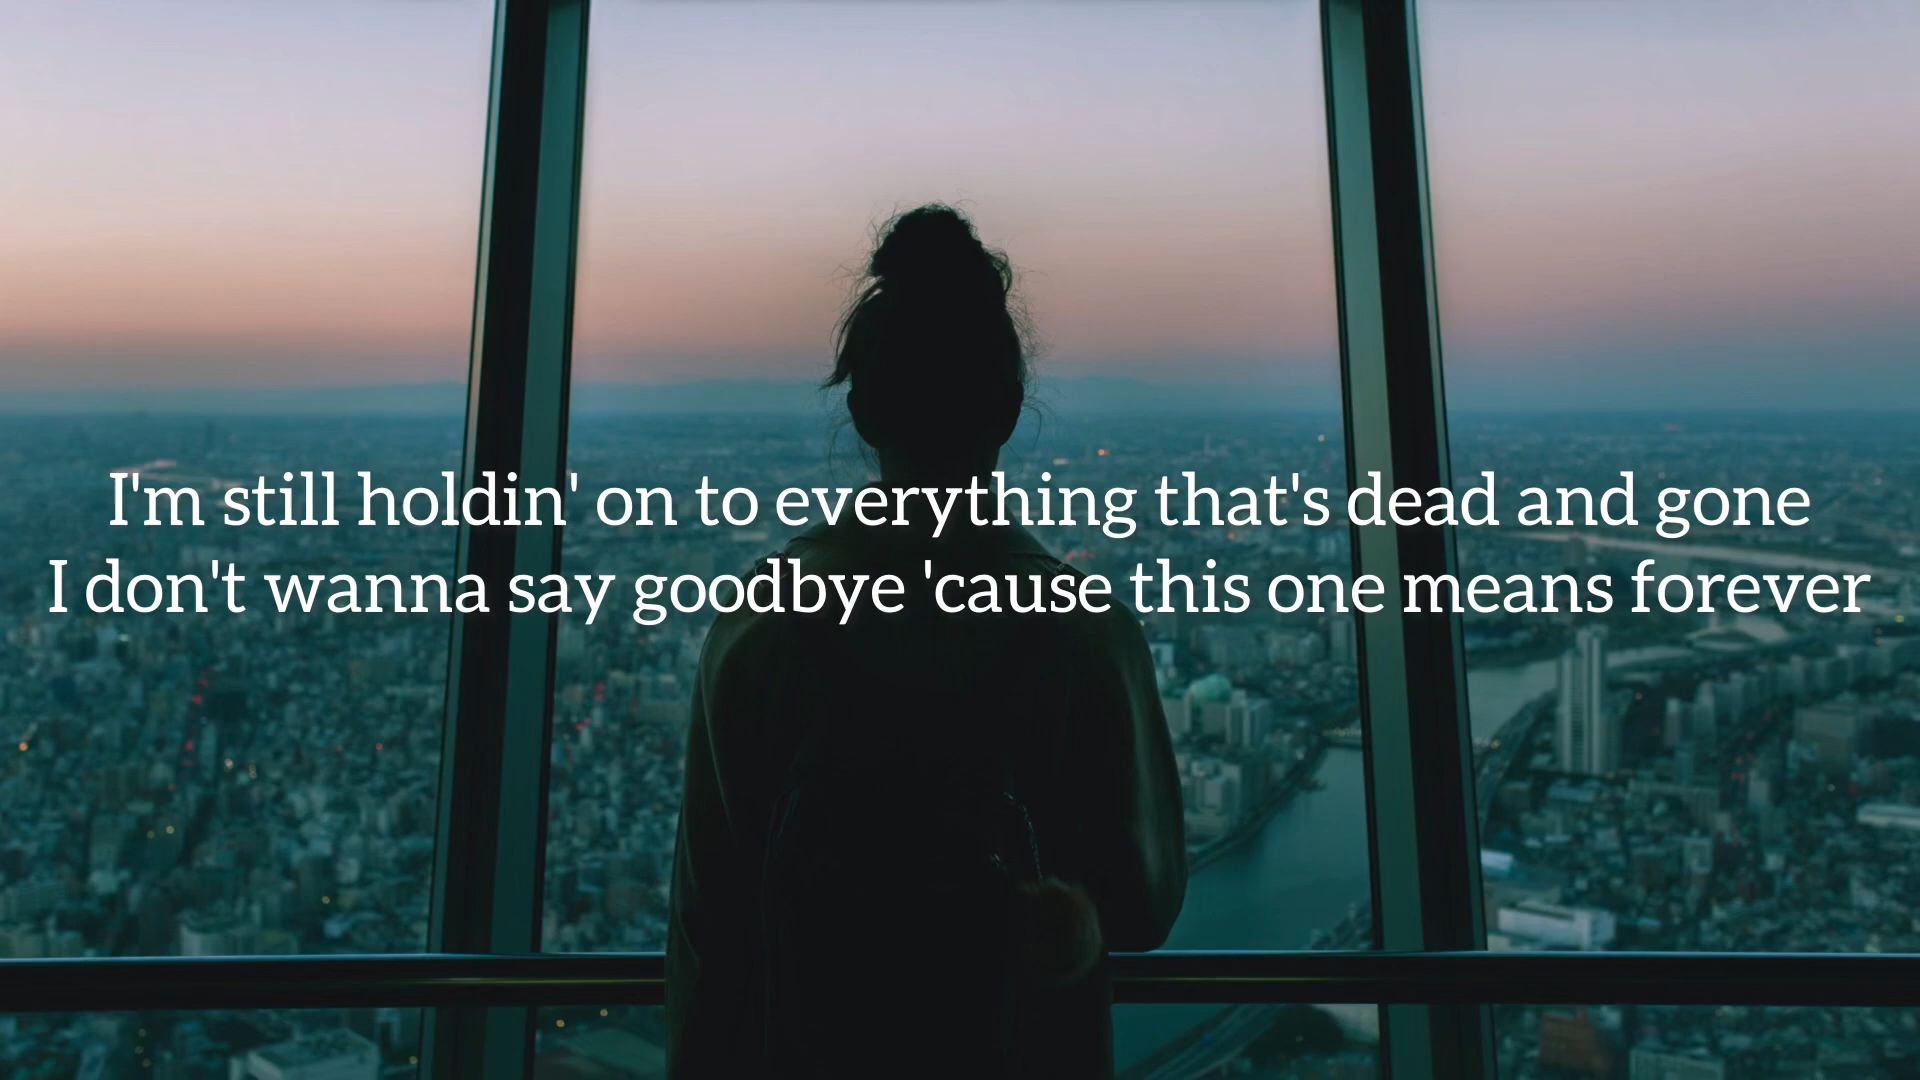 I'm still holdin' on to everything that's dead and gone
I don't wanna say goodbye 'cause this one means forever